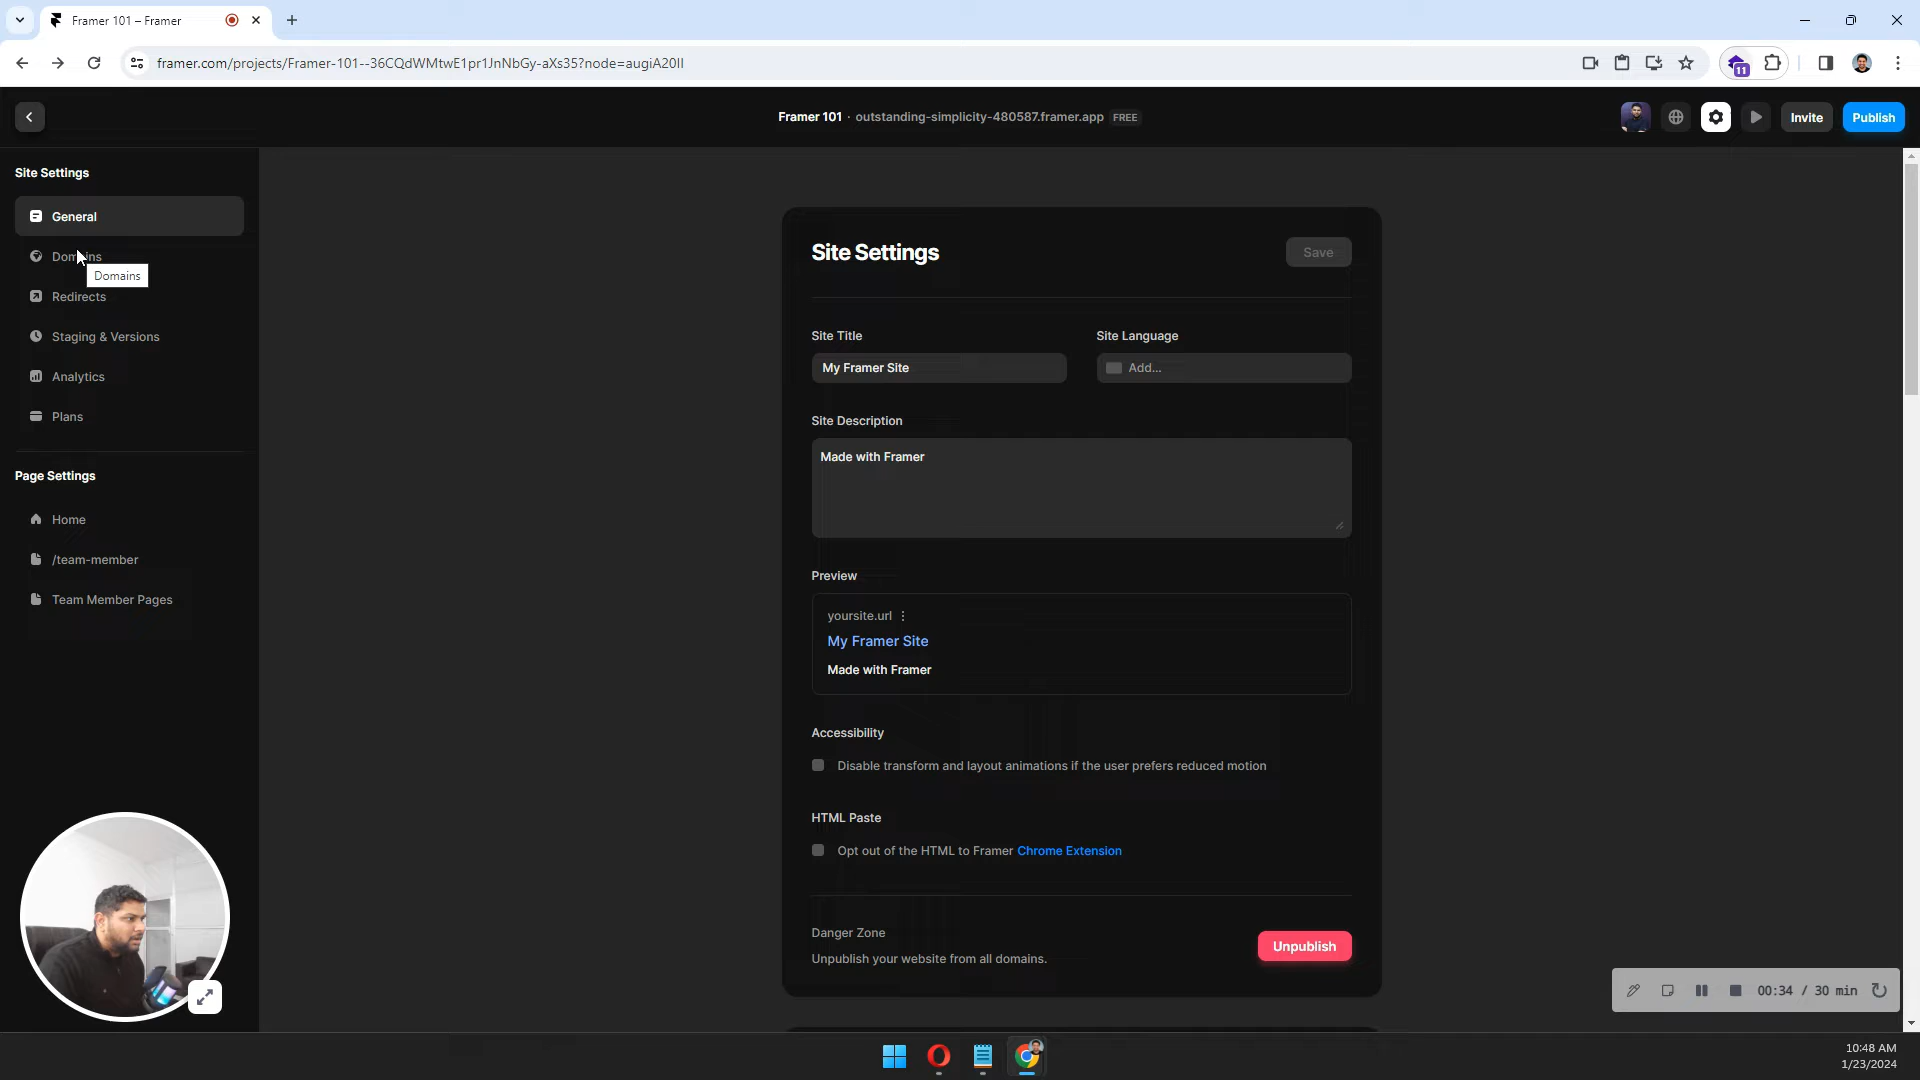 Framer 101 – Framer
framer.com/projects/Framer-101--36CQdWMtwE1pr1JnNbGy-aXs35?node=augiA20Il
11
Framer 101 · outstanding-simplicity-480587.framer.app FREE
Invite
Publish
Site Settings
General
Domains
Domains
Redirects
Staging & Versions
Analytics
Plans
Page Settings
Home
/team-member
Team Member Pages
Site Settings
Save
Site Title
Site Language
My Framer Site
Add...
Site Description
Made with Framer
Preview
yoursite.url
My Framer Site
Made with Framer
Accessibility
Disable transform and layout animations if the user prefers reduced motion
HTML Paste
Opt out of the HTML to Framer Chrome Extension
Danger Zone
Unpublish your website from all domains.
Unpublish
00:34 / 30 min
10:48 AM
1/23/2024